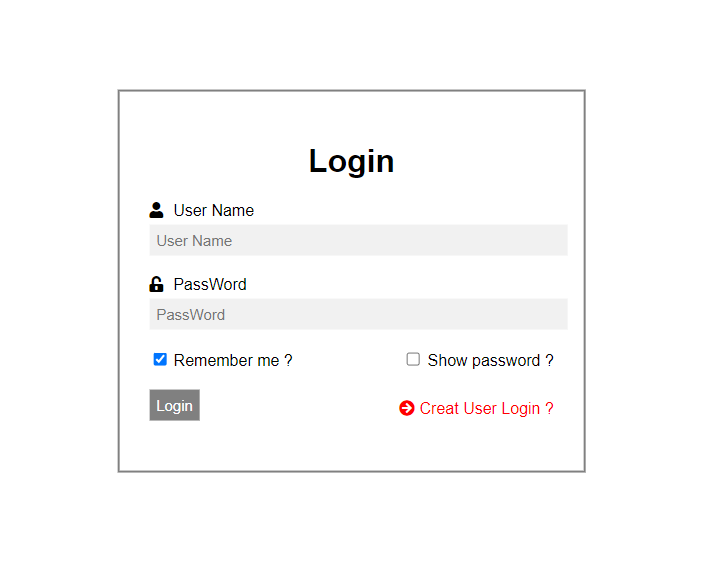 Login
User Name
User Name
PassWord
PassWord
Remember me ? Show password ?
Login Creat User Login ?